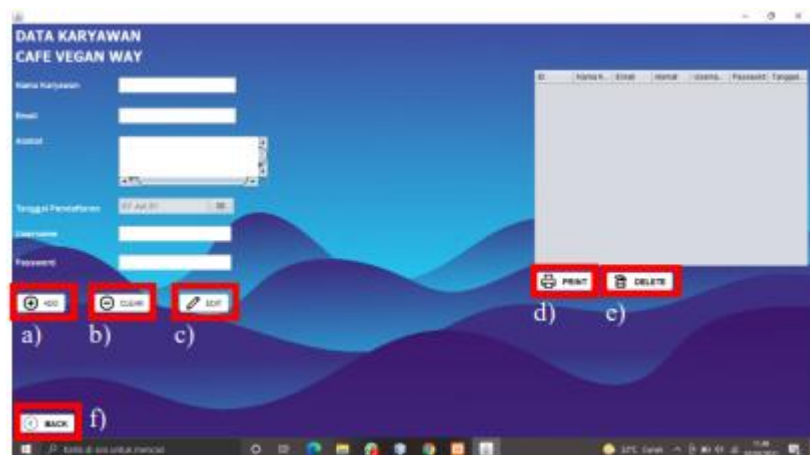 DATA KARYAWAN
CAFE VEGAN WAY
Nama Karyawan
Email
Alamat
Tanggal Pendaftaran
Username
Password
ADD
CLEAR
EDIT
a)
b)
c)
ID
Email
Alamat
Password
PRINT
DELETE
d)
e)
BACK
f)